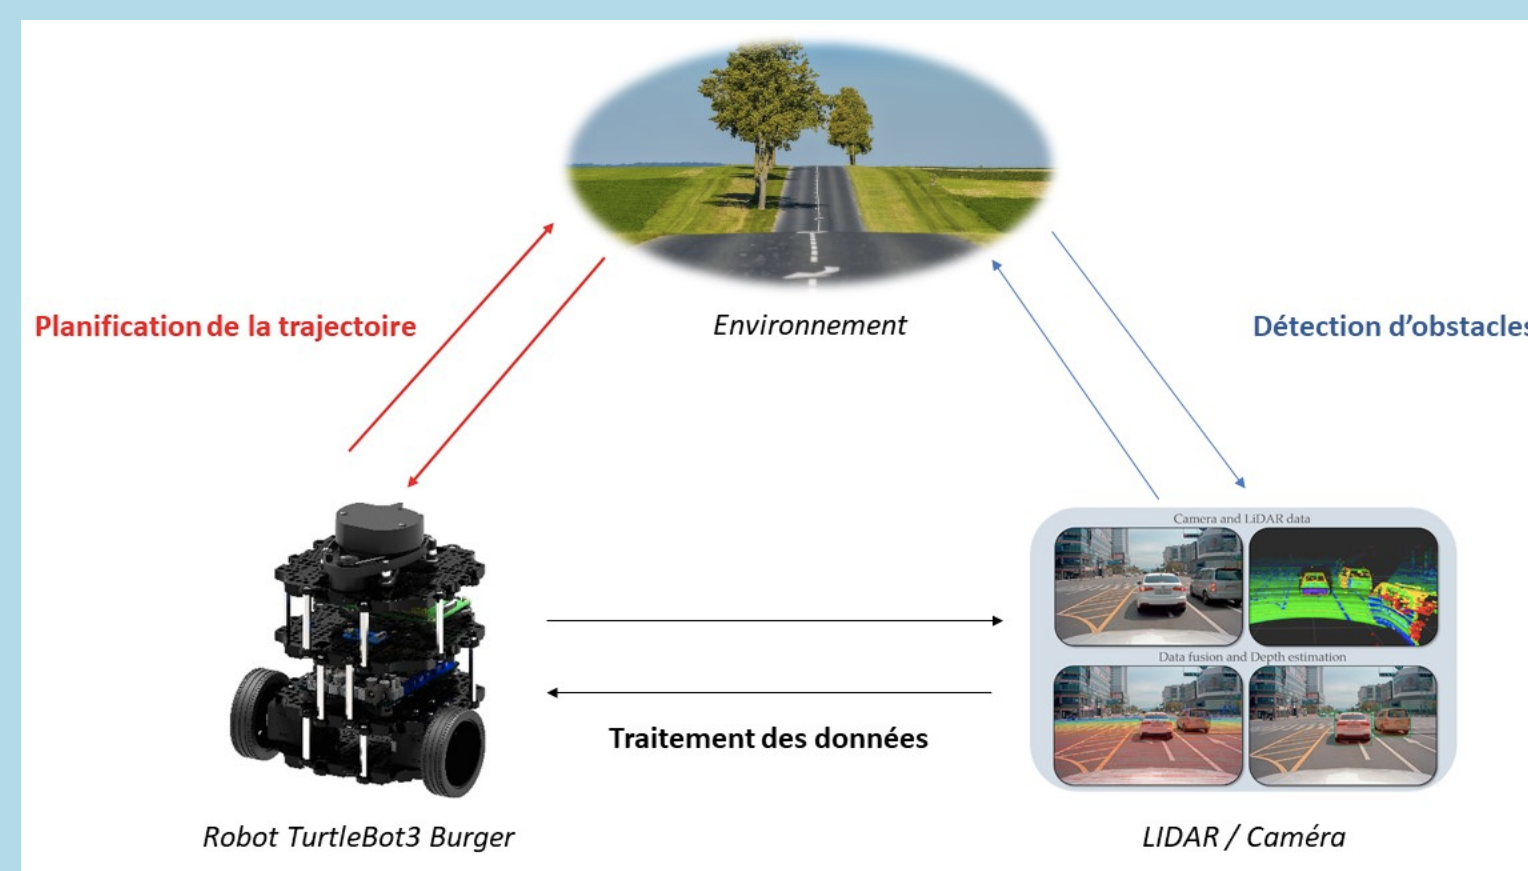 Planification de la trajectoire
Environnement
Détection d’obstacles
Camera and LiDAR data
Data fusion and Depth estimation
Traitement des données
Robot TurtleBot3 Burger
LIDAR / Caméra